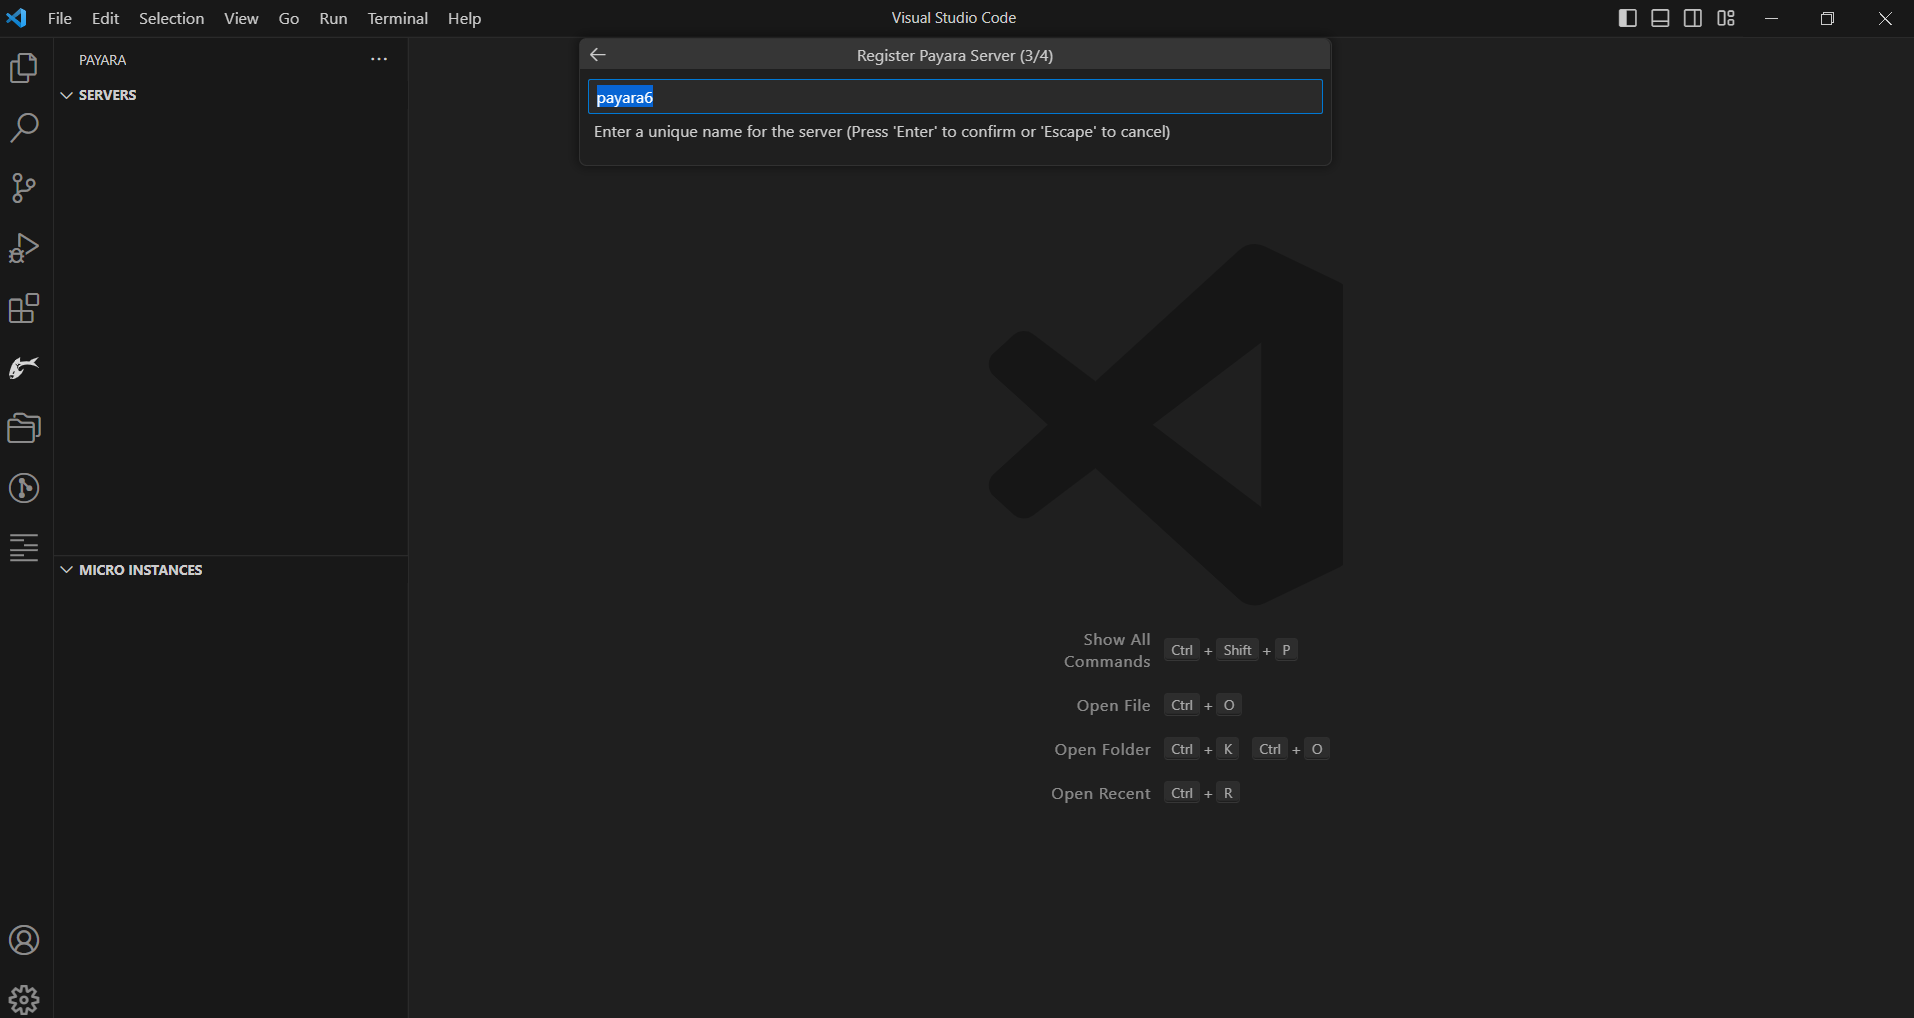 File Edit Selection View Go Run Terminal Help
Visual Studio Code
PAYARA
SERVERS
Register Payara Server (3/4)
payara6
Enter a unique name for the server (Press 'Enter' to confirm or 'Escape' to cancel)
MICRO INSTANCES
Show All
Commands Ctrl + Shift + P
Open File Ctrl + O
Open Folder Ctrl + K Ctrl + O
Open Recent Ctrl + R